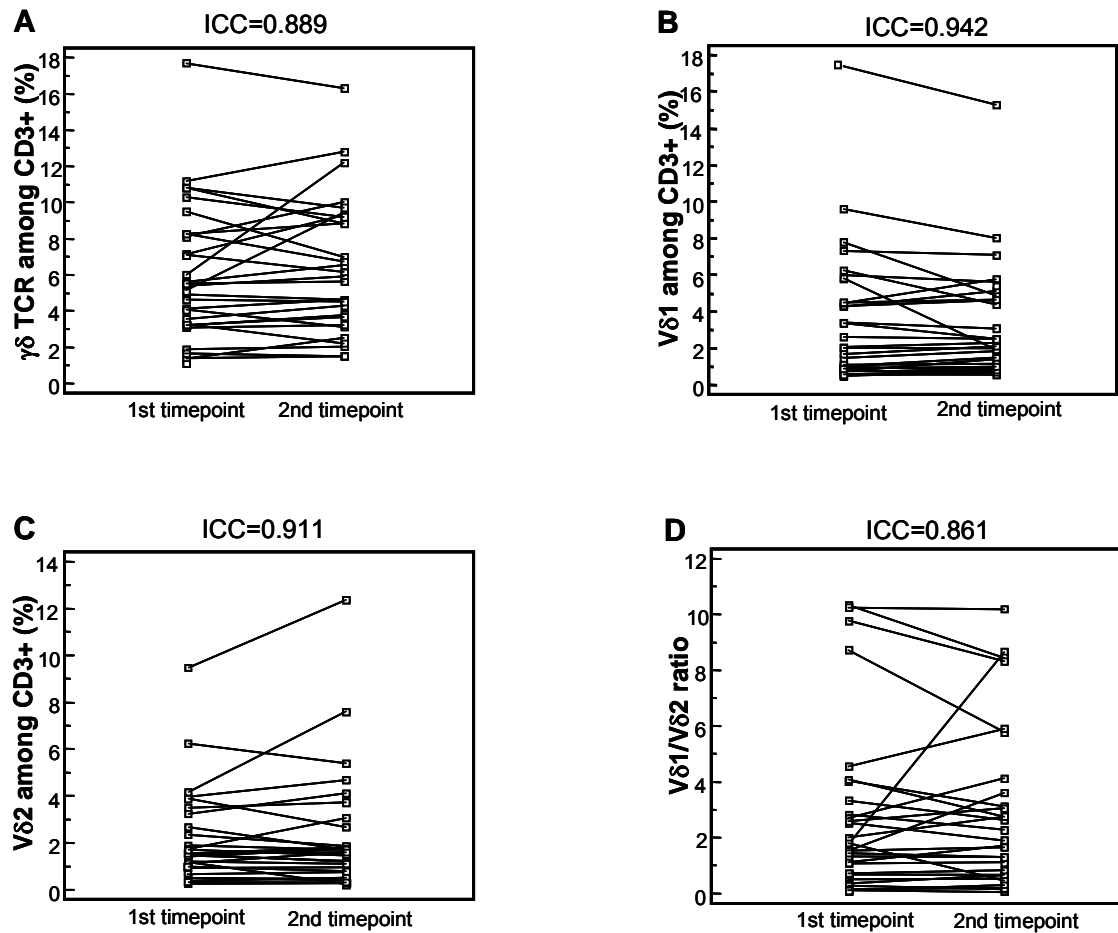 A
ICC=0.889
γδ TCR among CD3+ (%)
18
16
14
12
10
8
6
4
2
0
1st timepoint 2nd timepoint
B
ICC=0.942
Vδ1 among CD3+ (%)
18
16
14
12
10
8
6
4
2
0
1st timepoint 2nd timepoint
C
ICC=0.911
Vδ2 among CD3+ (%)
14
12
10
8
6
4
2
0
1st timepoint 2nd timepoint
D
ICC=0.861
Vδ1/Vδ2 ratio
12
10
8
6
4
2
0
1st timepoint 2nd timepoint